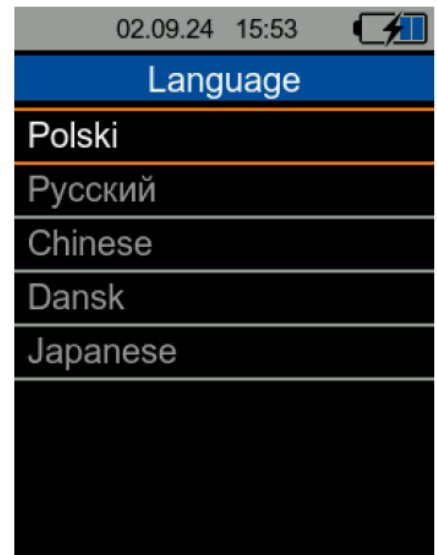 02.09.24 15:53
Language
Polski
Русский
Chinese
Dansk
Japanese